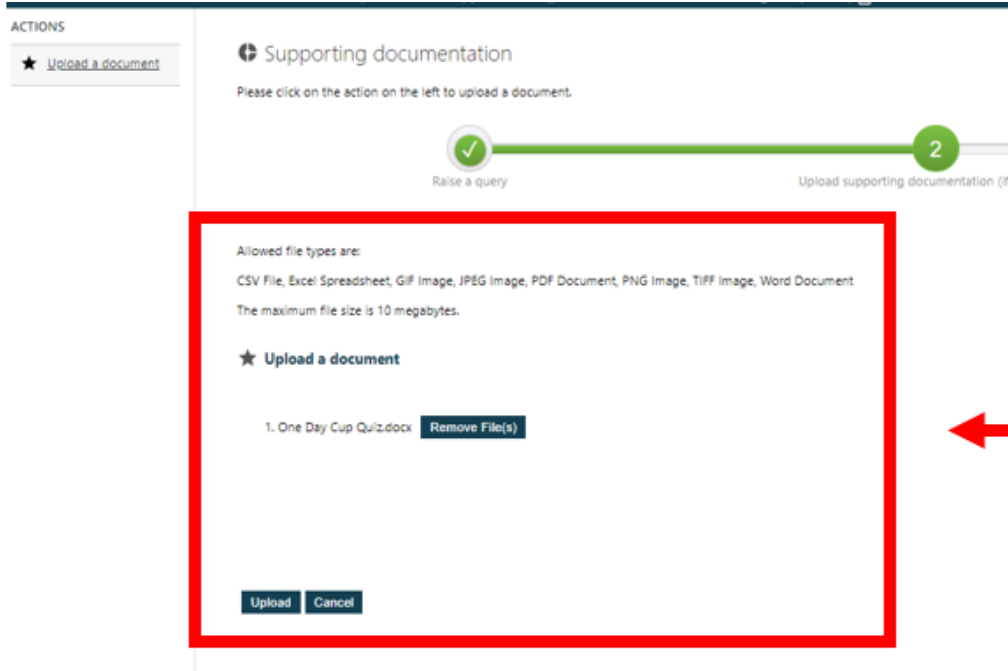 ACTIONS
Upload a document
Supporting documentation
Please click on the action on the left to upload a document.
2
Raise a query
Upload supporting documentation (if
Allowed file types are:
CSV File, Excel Spreadsheet, GIF Image, JPEG Image, PDF Document, PNG Image, TIFF Image, Word Document
The maximum file size is 10 megabytes.
Upload a document
1. One Day Cup Quiz.docx Remove File(s)
Upload Cancel